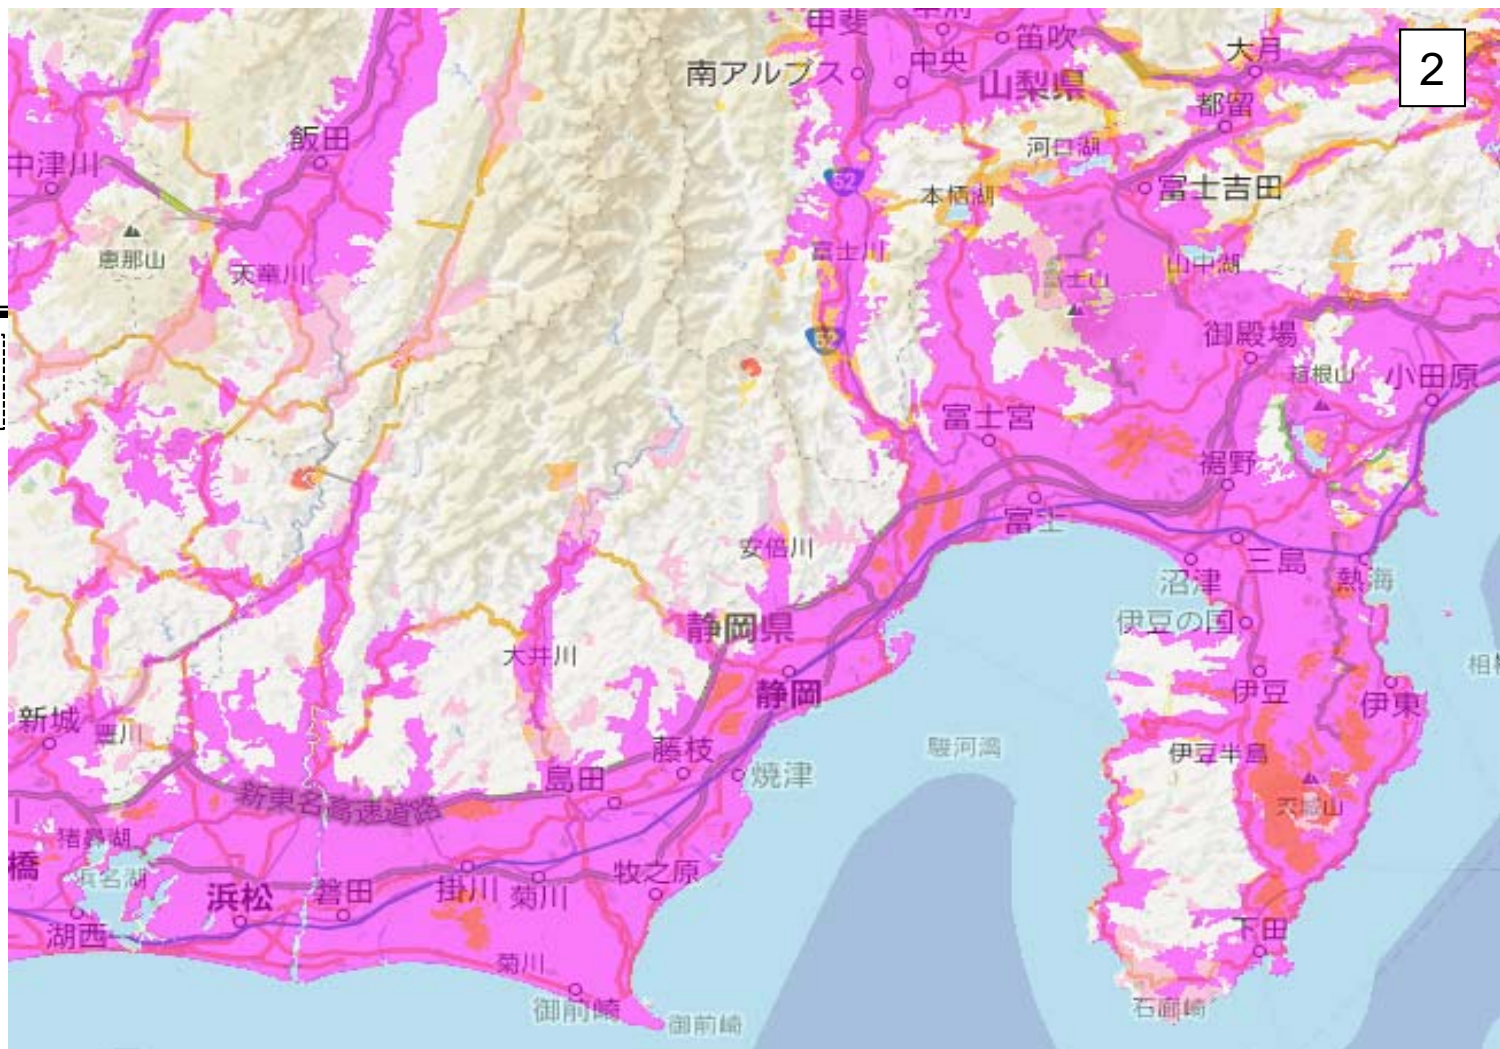 甲斐
笛吹
大月
2
南アルプス
中央
山梨県
都留
飯田
河口湖
中津川
52
本栖湖
富士吉田
恵那山
天竜川
富士川
山中湖
富士山
52
御殿場
箱根山
小田原
富士宮
裾野
富士
安倍川
三島
沼津
熱海
伊豆の国
静岡県
大井川
静岡
伊豆
伊東
新城
豊川
藤枝
駿河湾
伊豆半島
島田
焼津
新東名高速道路
天城山
猪鼻湖
橋
浜名湖
浜松
磐田
掛川
菊川
牧之原
湖西
下田
菊川
御前崎
御前崎
石廊崎